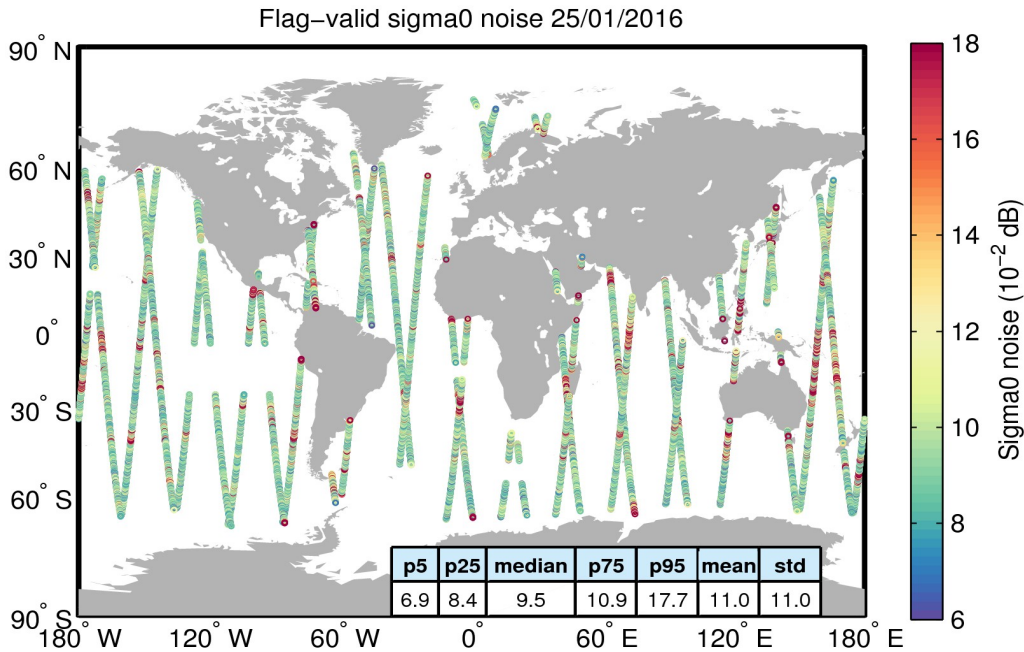 Flag−valid sigma0 noise 25/01/2016
90° N
60° N
30° N
0°
30° S
60° S
90° S
180° W 120° W 60° W 0° 60° E 120° E 180° E
p5 p25 median p75 p95 mean std
6.9 8.4 9.5 10.9 17.7 11.0 11.0
18
16
14
12
10
8
6
Sigma0 noise (10⁻² dB)